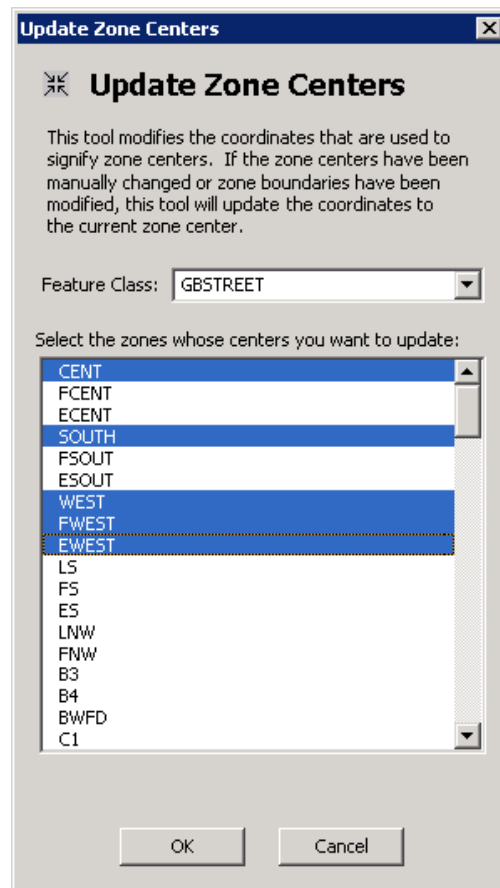 Update Zone Centers
Update Zone Centers
This tool modifies the coordinates that are used to
signify zone centers.  If the zone centers have been
manually changed or zone boundaries have been
modified, this tool will update the coordinates to
the current zone center.
Feature Class: GBSTREET
Select the zones whose centers you want to update:
CENT
FCENT
ECENT
SOUTH
FSOUT
ESOUT
WEST
FWEST
EWEST
LS
FS
ES
LNW
FNW
B3
B4
BWFD
C1
OK Cancel